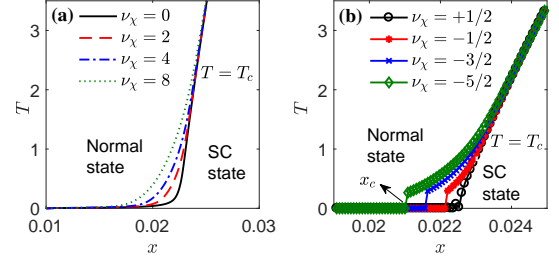 (a)
ν_χ = 0
ν_χ = 2
ν_χ = 4
ν_χ = 8
T = T_c
Normal
state
SC
state
T
3
2
1
0
0.01
0.02
0.03
x
(b)
ν_χ = +1/2
ν_χ = −1/2
ν_χ = −3/2
ν_χ = −5/2
Normal
state
T = T_c
x_c
SC
state
T
3
2
1
0
0.02
0.022
0.024
x